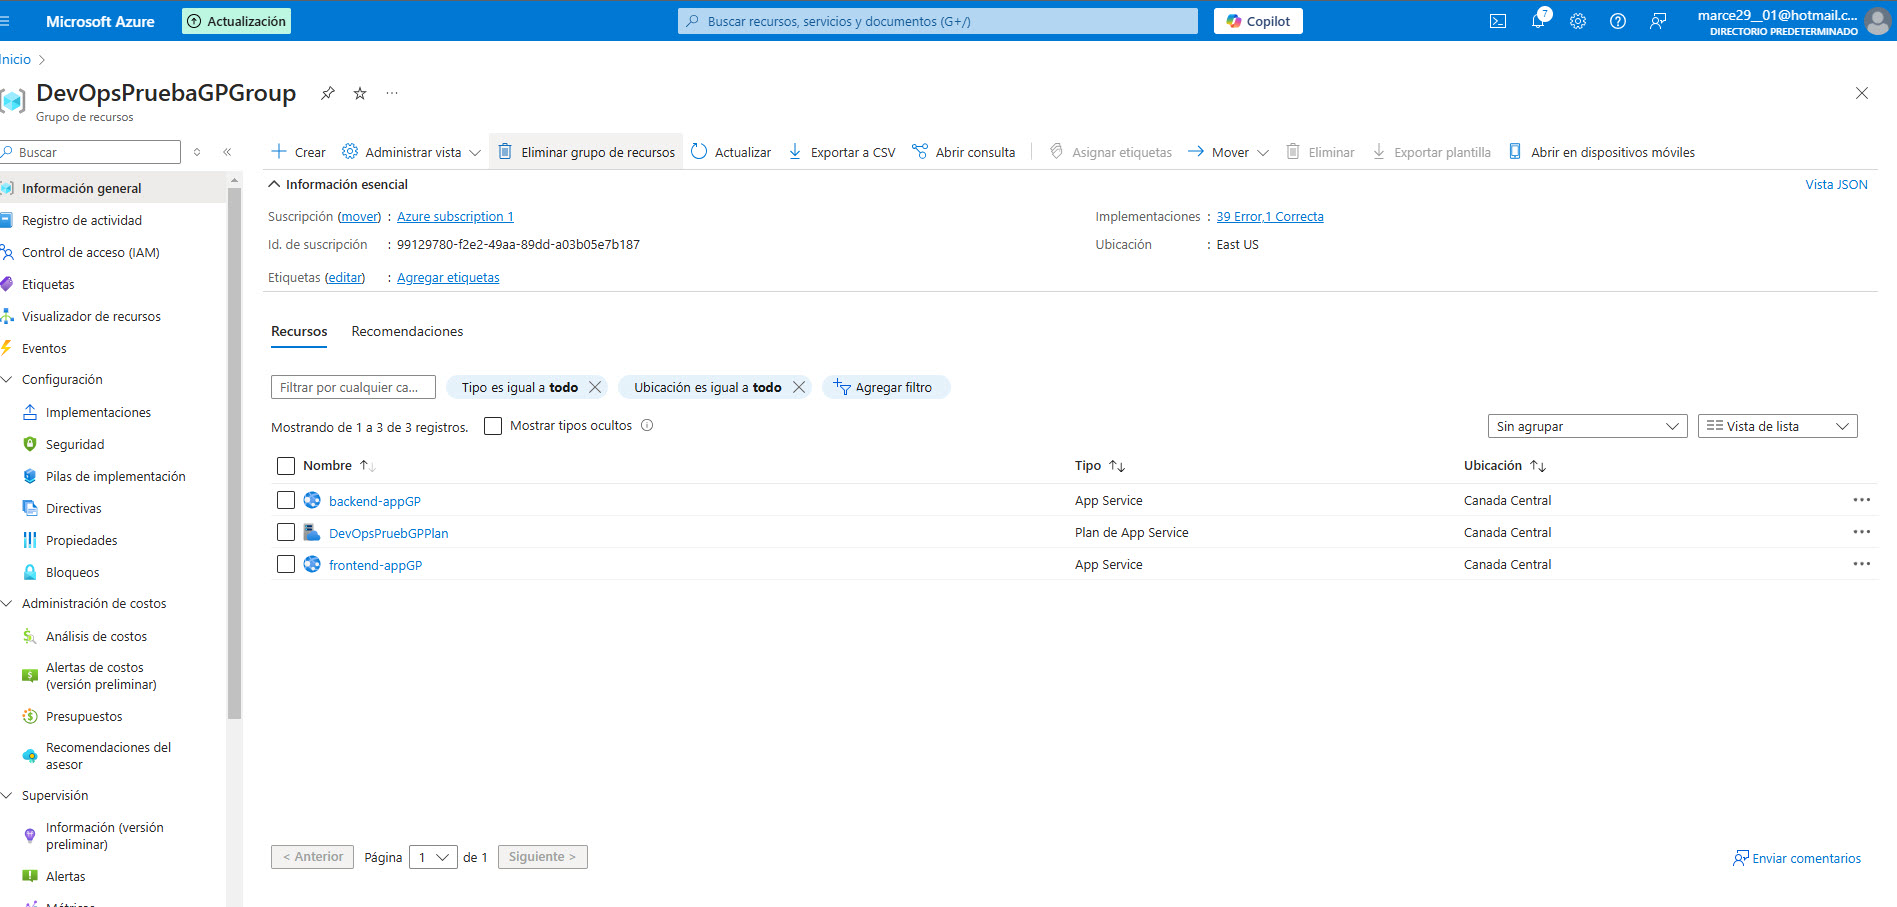 Microsoft Azure
Actualización
Buscar recursos, servicios y documentos (G+/)
Copilot
7
marce29__01@hotmail.c...
DIRECTORIO PREDETERMINADO
Inicio
DevOpsPruebaGPGroup
Grupo de recursos
Buscar
Crear
Administrar vista
Eliminar grupo de recursos
Actualizar
Exportar a CSV
Abrir consulta
Asignar etiquetas
Mover
Eliminar
Exportar plantilla
Abrir en dispositivos móviles
Información general
Registro de actividad
Control de acceso (IAM)
Etiquetas
Visualizador de recursos
Eventos
Configuración
Implementaciones
Seguridad
Pilas de implementación
Directivas
Propiedades
Bloqueos
Administración de costos
Análisis de costos
Alertas de costos
(versión preliminar)
Presupuestos
Recomendaciones del
asesor
Supervisión
Información (versión
preliminar)
Alertas
Métricas
Información esencial
Vista JSON
Suscripción (mover) : Azure subscription 1
Implementaciones : 39 Error,1 Correcta
Id. de suscripción : 99129780-f2e2-49aa-89dd-a03b05e7b187
Ubicación : East US
Etiquetas (editar) : Agregar etiquetas
Recursos
Recomendaciones
Filtrar por cualquier ca...
Tipo es igual a todo
Ubicación es igual a todo
Agregar filtro
Mostrando de 1 a 3 de 3 registros.
Mostrar tipos ocultos
Sin agrupar
Vista de lista
Nombre Tipo Ubicación
backend-appGP App Service Canada Central
DevOpsPruebGPPlan Plan de App Service Canada Central
frontend-appGP App Service Canada Central
< Anterior
Página 1 de 1
Siguiente >
Enviar comentarios